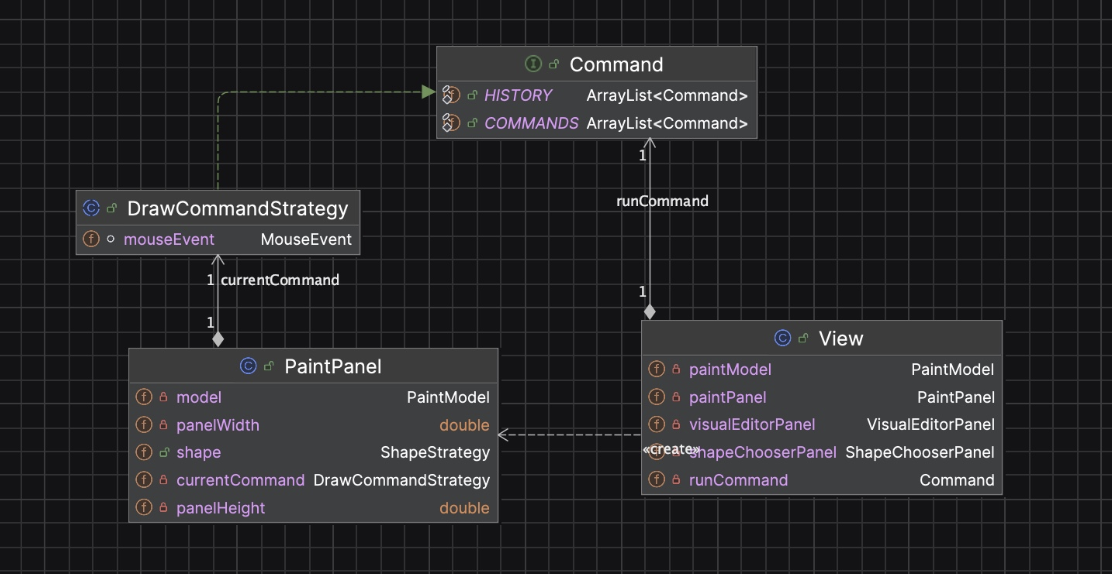 Command
HISTORY ArrayList<Command>
COMMANDS ArrayList<Command>
1
runCommand
DrawCommandStrategy
mouseEvent MouseEvent
1 currentCommand
1
1
PaintPanel
model PaintModel
panelWidth double
shape ShapeStrategy
currentCommand DrawCommandStrategy
panelHeight double
View
paintModel PaintModel
paintPanel PaintPanel
visualEditorPanel VisualEditorPanel
«create»
shapeChooserPanel ShapeChooserPanel
runCommand Command